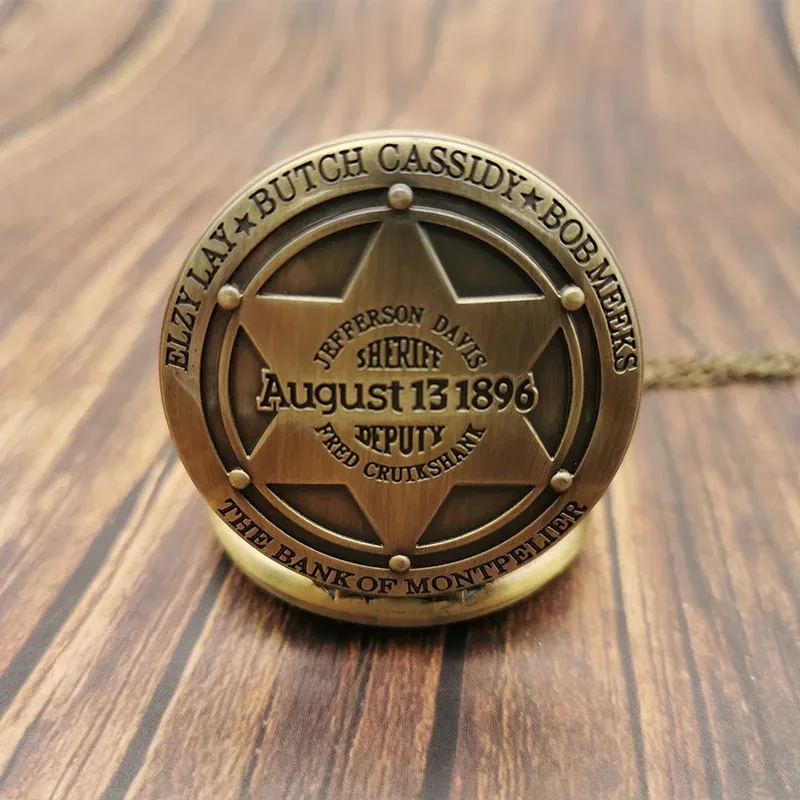 ELZY LAY★BUTCH CASSIDY★BOB MEEKS
JEFFERSON DAVIS
SHERIFF
August 13 1896
DEPUTY
FRED CRUIKSHANK
THE BANK OF MONTPELIER